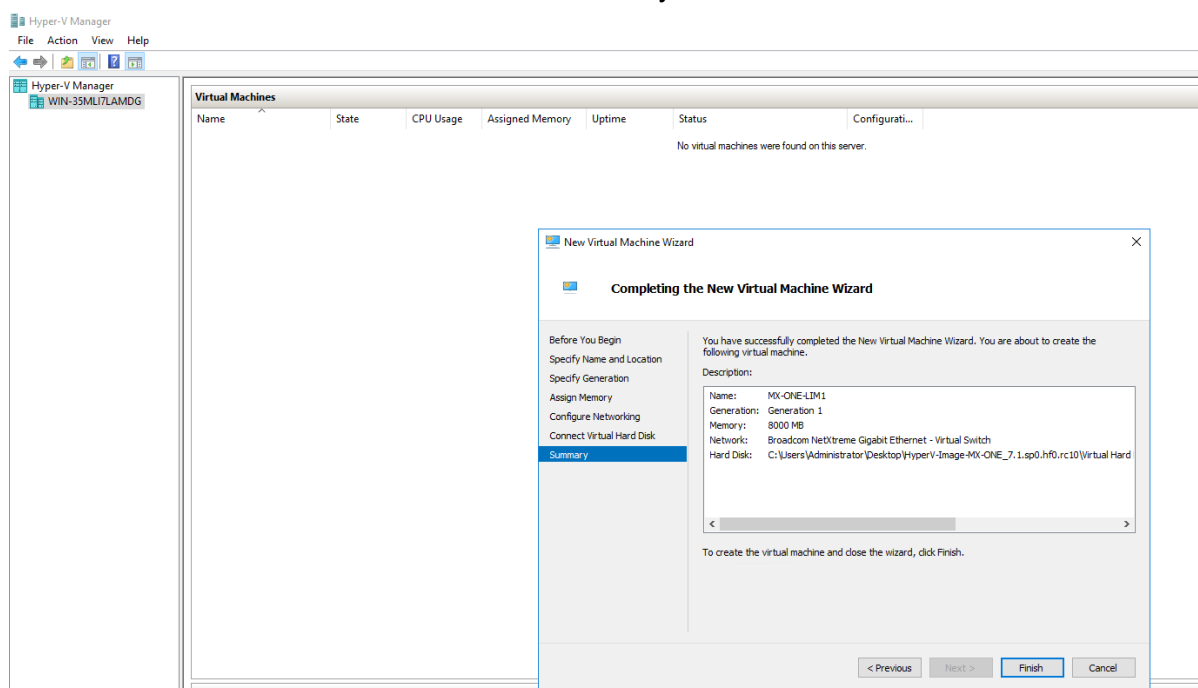 Hyper-V Manager
File Action View Help
Hyper-V Manager
WIN-35MLI7LAMDG
Virtual Machines
Name State CPU Usage Assigned Memory Uptime Status Configurati...
No virtual machines were found on this server.
New Virtual Machine Wizard
Completing the New Virtual Machine Wizard
Before You Begin
Specify Name and Location
Specify Generation
Assign Memory
Configure Networking
Connect Virtual Hard Disk
Summary
You have successfully completed the New Virtual Machine Wizard. You are about to create the
following virtual machine.
Description:
Name: MX-ONE-LIM1
Generation: Generation 1
Memory: 8000 MB
Network: Broadcom NetXtreme Gigabit Ethernet - Virtual Switch
Hard Disk: C:\Users\Administrator\Desktop\HyperV-Image-MX-ONE_7.1.sp0.hf0.rc10\Virtual Hard
To create the virtual machine and close the wizard, click Finish.
< Previous Next > Finish Cancel